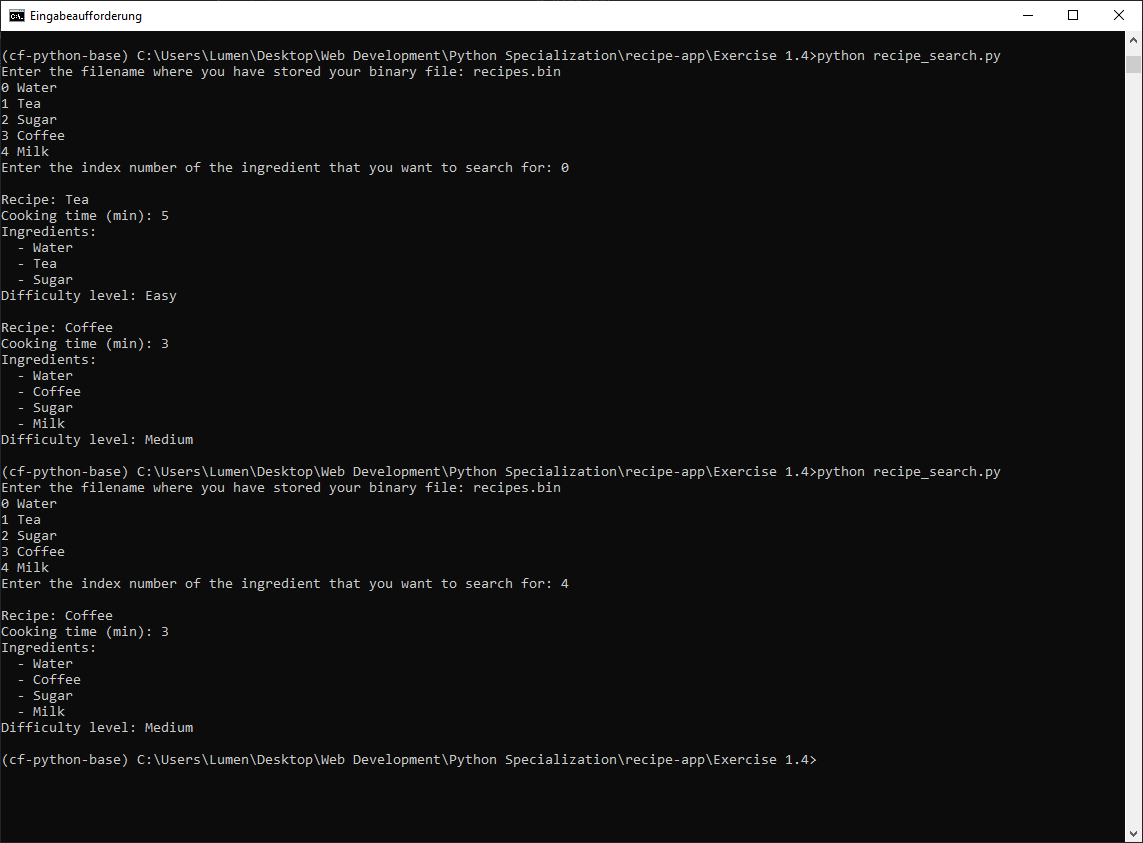 Eingabeaufforderung
(cf-python-base) C:\Users\Lumen\Desktop\Web Development\Python Specialization\recipe-app\Exercise 1.4>python recipe_search.py
Enter the filename where you have stored your binary file: recipes.bin
0 Water
1 Tea
2 Sugar
3 Coffee
4 Milk
Enter the index number of the ingredient that you want to search for: 0

Recipe: Tea
Cooking time (min): 5
Ingredients:
  - Water
  - Tea
  - Sugar
Difficulty level: Easy

Recipe: Coffee
Cooking time (min): 3
Ingredients:
  - Water
  - Coffee
  - Sugar
  - Milk
Difficulty level: Medium

(cf-python-base) C:\Users\Lumen\Desktop\Web Development\Python Specialization\recipe-app\Exercise 1.4>python recipe_search.py
Enter the filename where you have stored your binary file: recipes.bin
0 Water
1 Tea
2 Sugar
3 Coffee
4 Milk
Enter the index number of the ingredient that you want to search for: 4

Recipe: Coffee
Cooking time (min): 3
Ingredients:
  - Water
  - Coffee
  - Sugar
  - Milk
Difficulty level: Medium

(cf-python-base) C:\Users\Lumen\Desktop\Web Development\Python Specialization\recipe-app\Exercise 1.4>